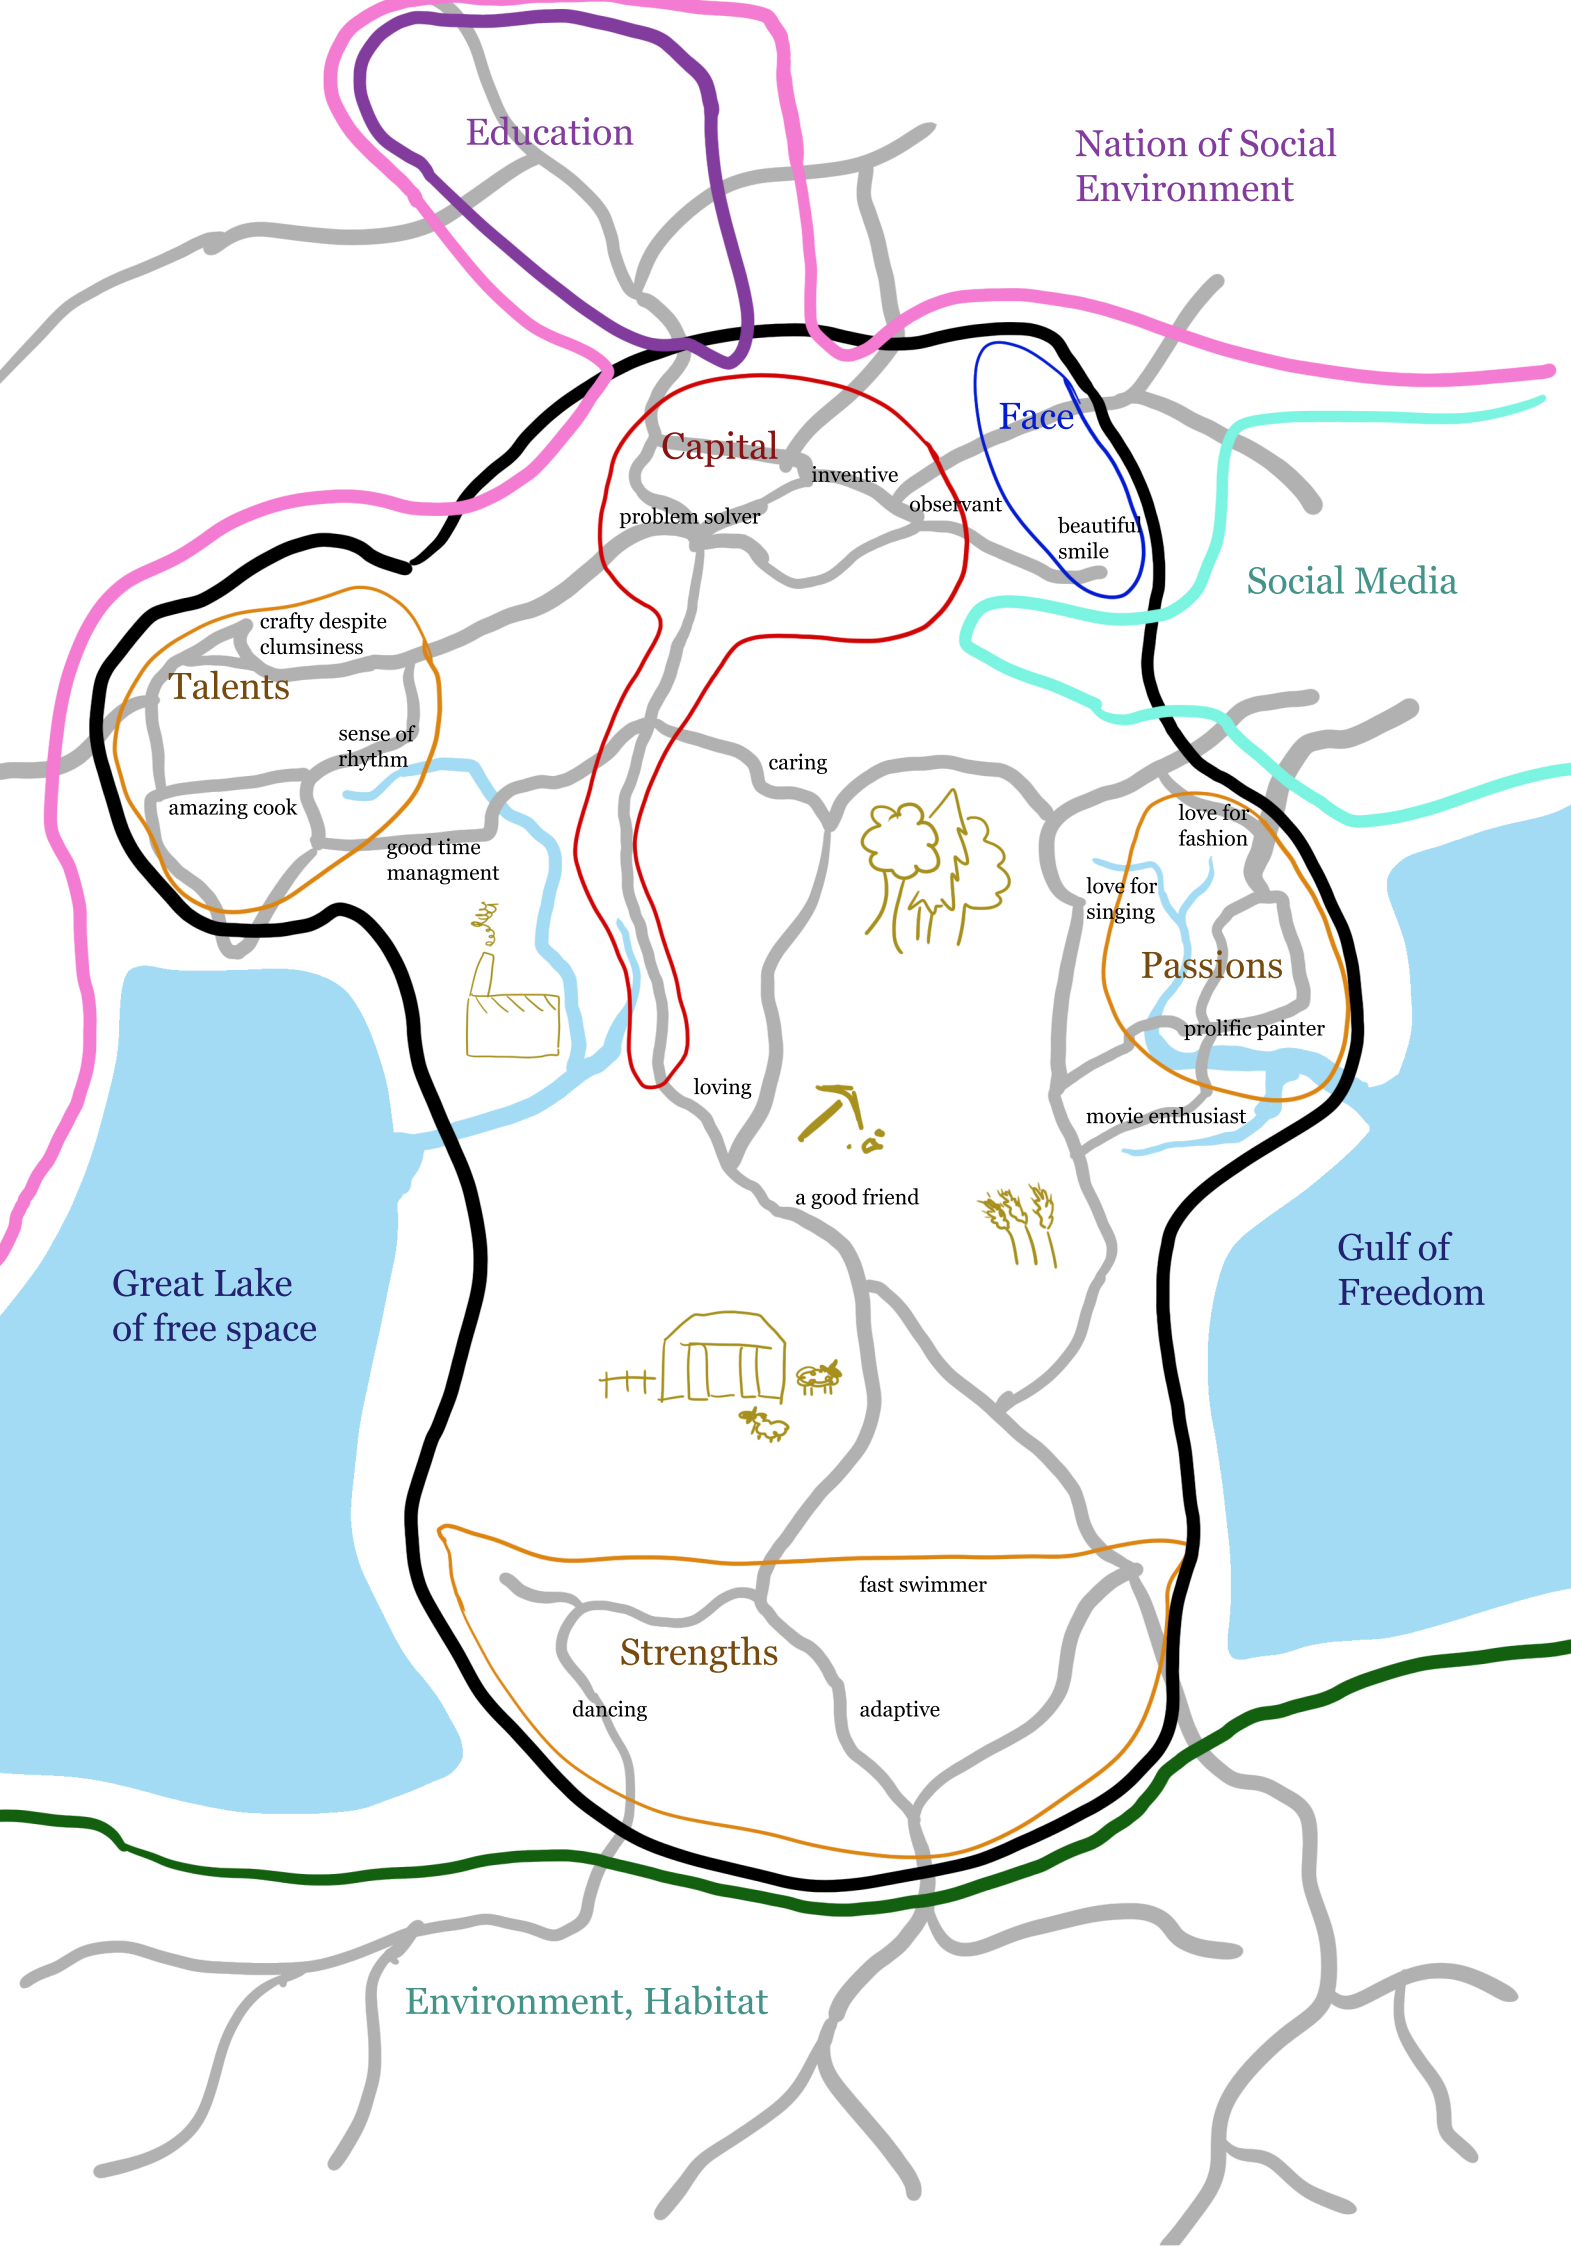 Education
Nation of Social
Environment
Face
Capital
inventive
observant
problem solver
beautiful
smile
Social Media
crafty despite
clumsiness
Talents
sense of
rhythm
caring
amazing cook
love for
fashion
good time
managment
love for
singing
Passions
prolific painter
loving
movie enthusiast
a good friend
Gulf of
Freedom
Great Lake
of free space
fast swimmer
Strengths
dancing
adaptive
Environment, Habitat